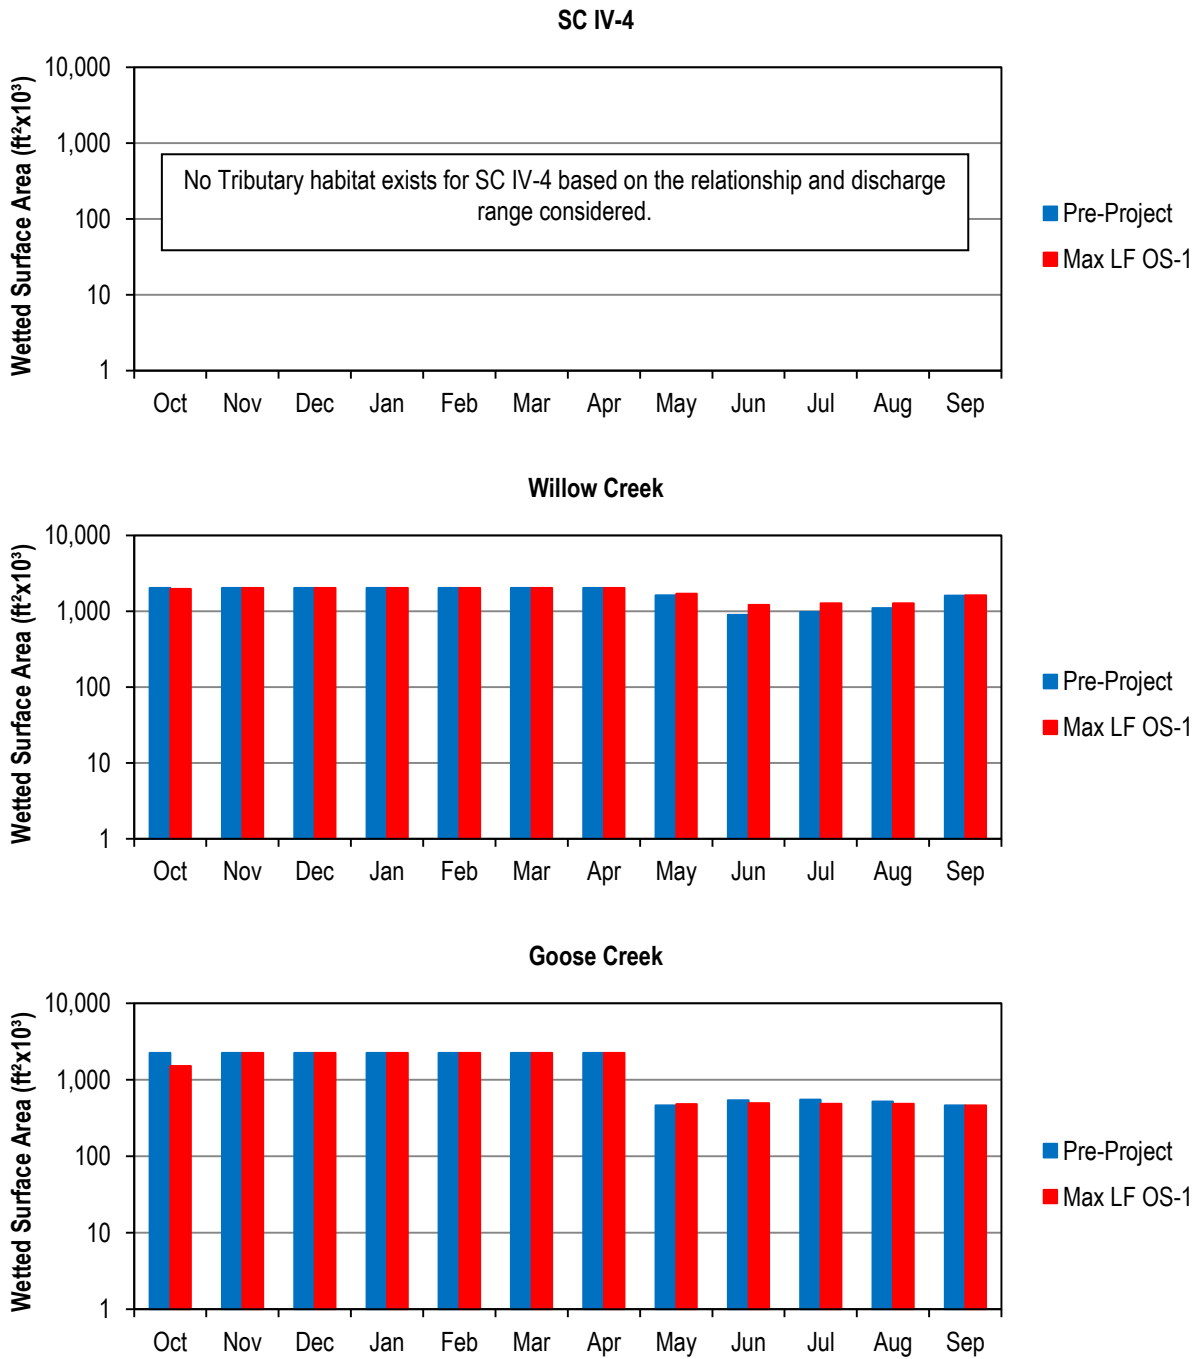 SC IV-4
Wetted Surface Area (ft²x10³)
10,000
1,000
100
10
1
No Tributary habitat exists for SC IV-4 based on the relationship and discharge
range considered.
Oct Nov Dec Jan Feb Mar Apr May Jun Jul Aug Sep
Pre-Project
Max LF OS-1
Willow Creek
Wetted Surface Area (ft²x10³)
10,000
1,000
100
10
1
Oct Nov Dec Jan Feb Mar Apr May Jun Jul Aug Sep
Pre-Project
Max LF OS-1
Goose Creek
Wetted Surface Area (ft²x10³)
10,000
1,000
100
10
1
Oct Nov Dec Jan Feb Mar Apr May Jun Jul Aug Sep
Pre-Project
Max LF OS-1